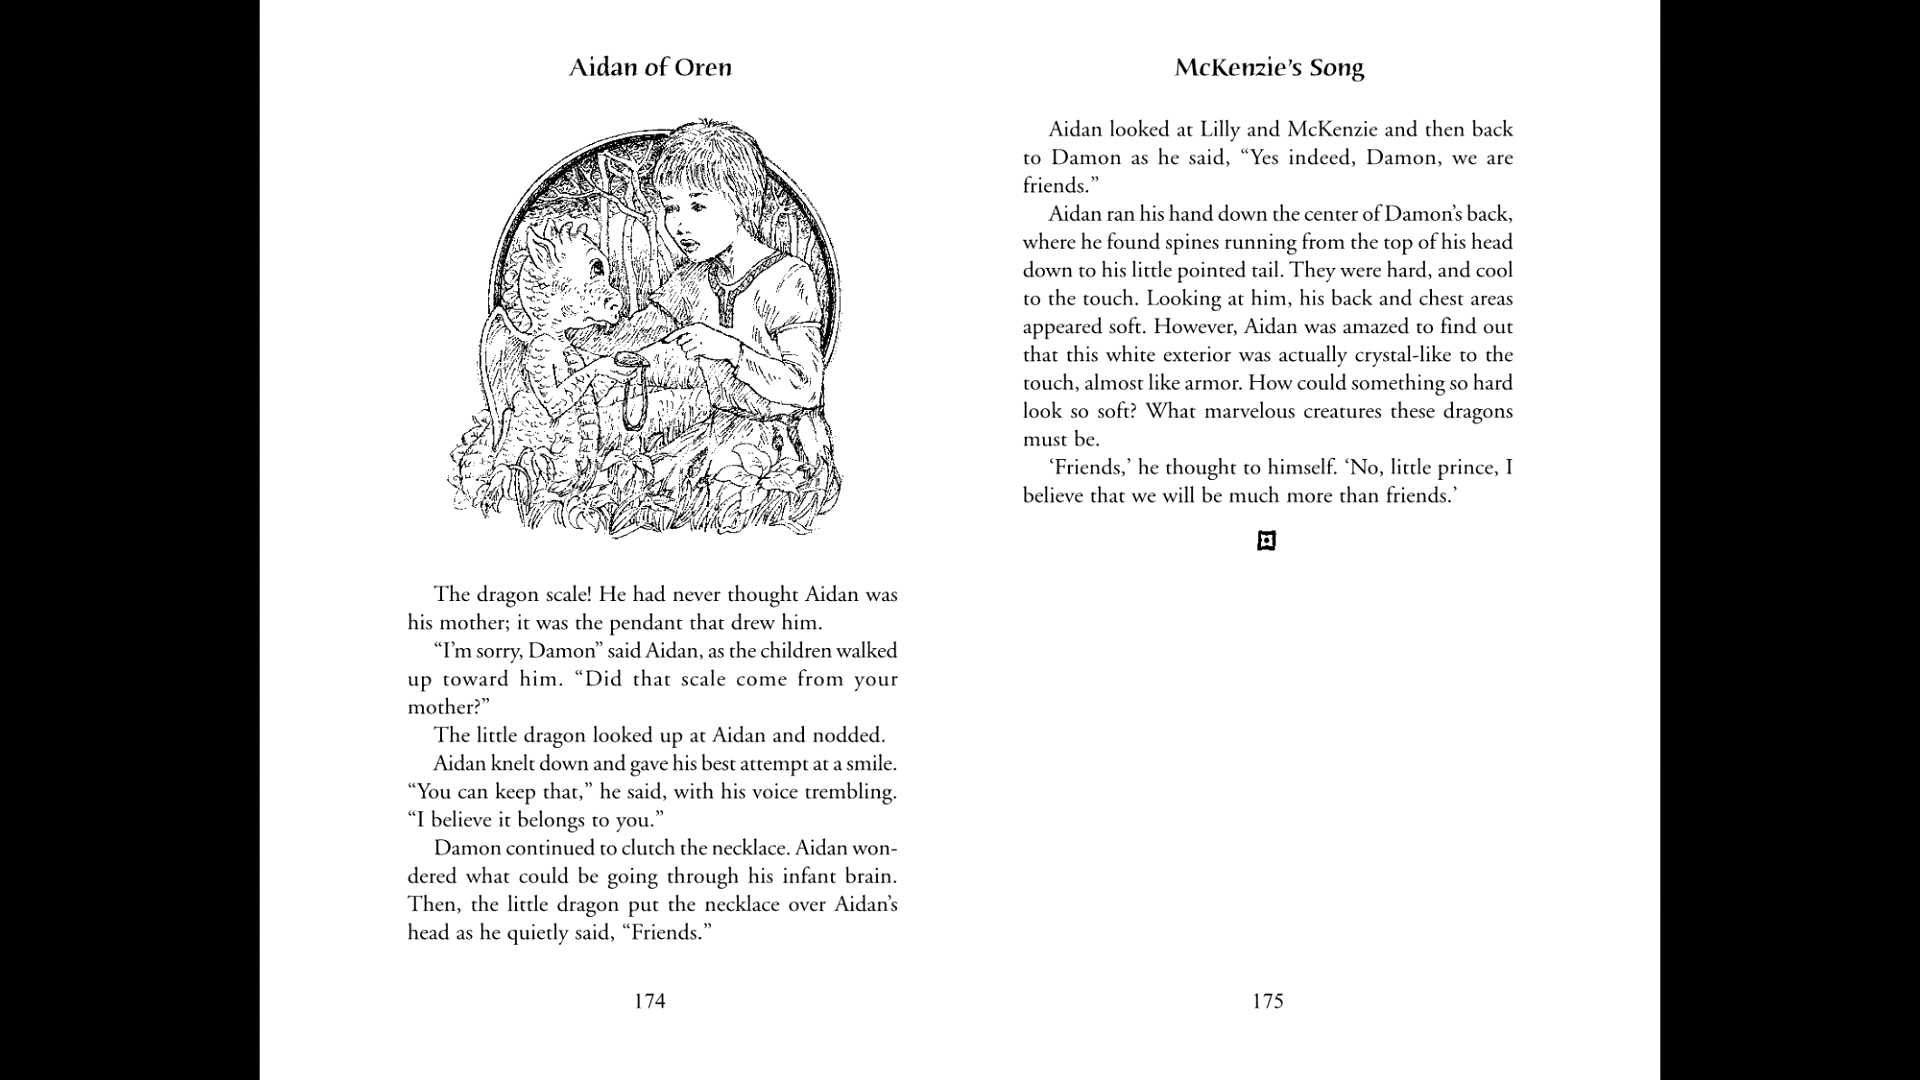 Aidan of Oren
The dragon scale! He had never thought Aidan was
his mother; it was the pendant that drew him.
“I’m sorry, Damon” said Aidan, as the children walked
up toward him. “Did that scale come from your
mother?”
The little dragon looked up at Aidan and nodded.
Aidan knelt down and gave his best attempt at a smile.
“You can keep that,” he said, with his voice trembling.
“I believe it belongs to you.”
Damon continued to clutch the necklace. Aidan won-
dered what could be going through his infant brain.
Then, the little dragon put the necklace over Aidan’s
head as he quietly said, “Friends.”
174
McKenzie’s Song
Aidan looked at Lilly and McKenzie and then back
to Damon as he said, “Yes indeed, Damon, we are
friends.”
Aidan ran his hand down the center of Damon’s back,
where he found spines running from the top of his head
down to his little pointed tail. They were hard, and cool
to the touch. Looking at him, his back and chest areas
appeared soft. However, Aidan was amazed to find out
that this white exterior was actually crystal-like to the
touch, almost like armor. How could something so hard
look so soft? What marvelous creatures these dragons
must be.
‘Friends,’ he thought to himself. ‘No, little prince, I
believe that we will be much more than friends.’
175